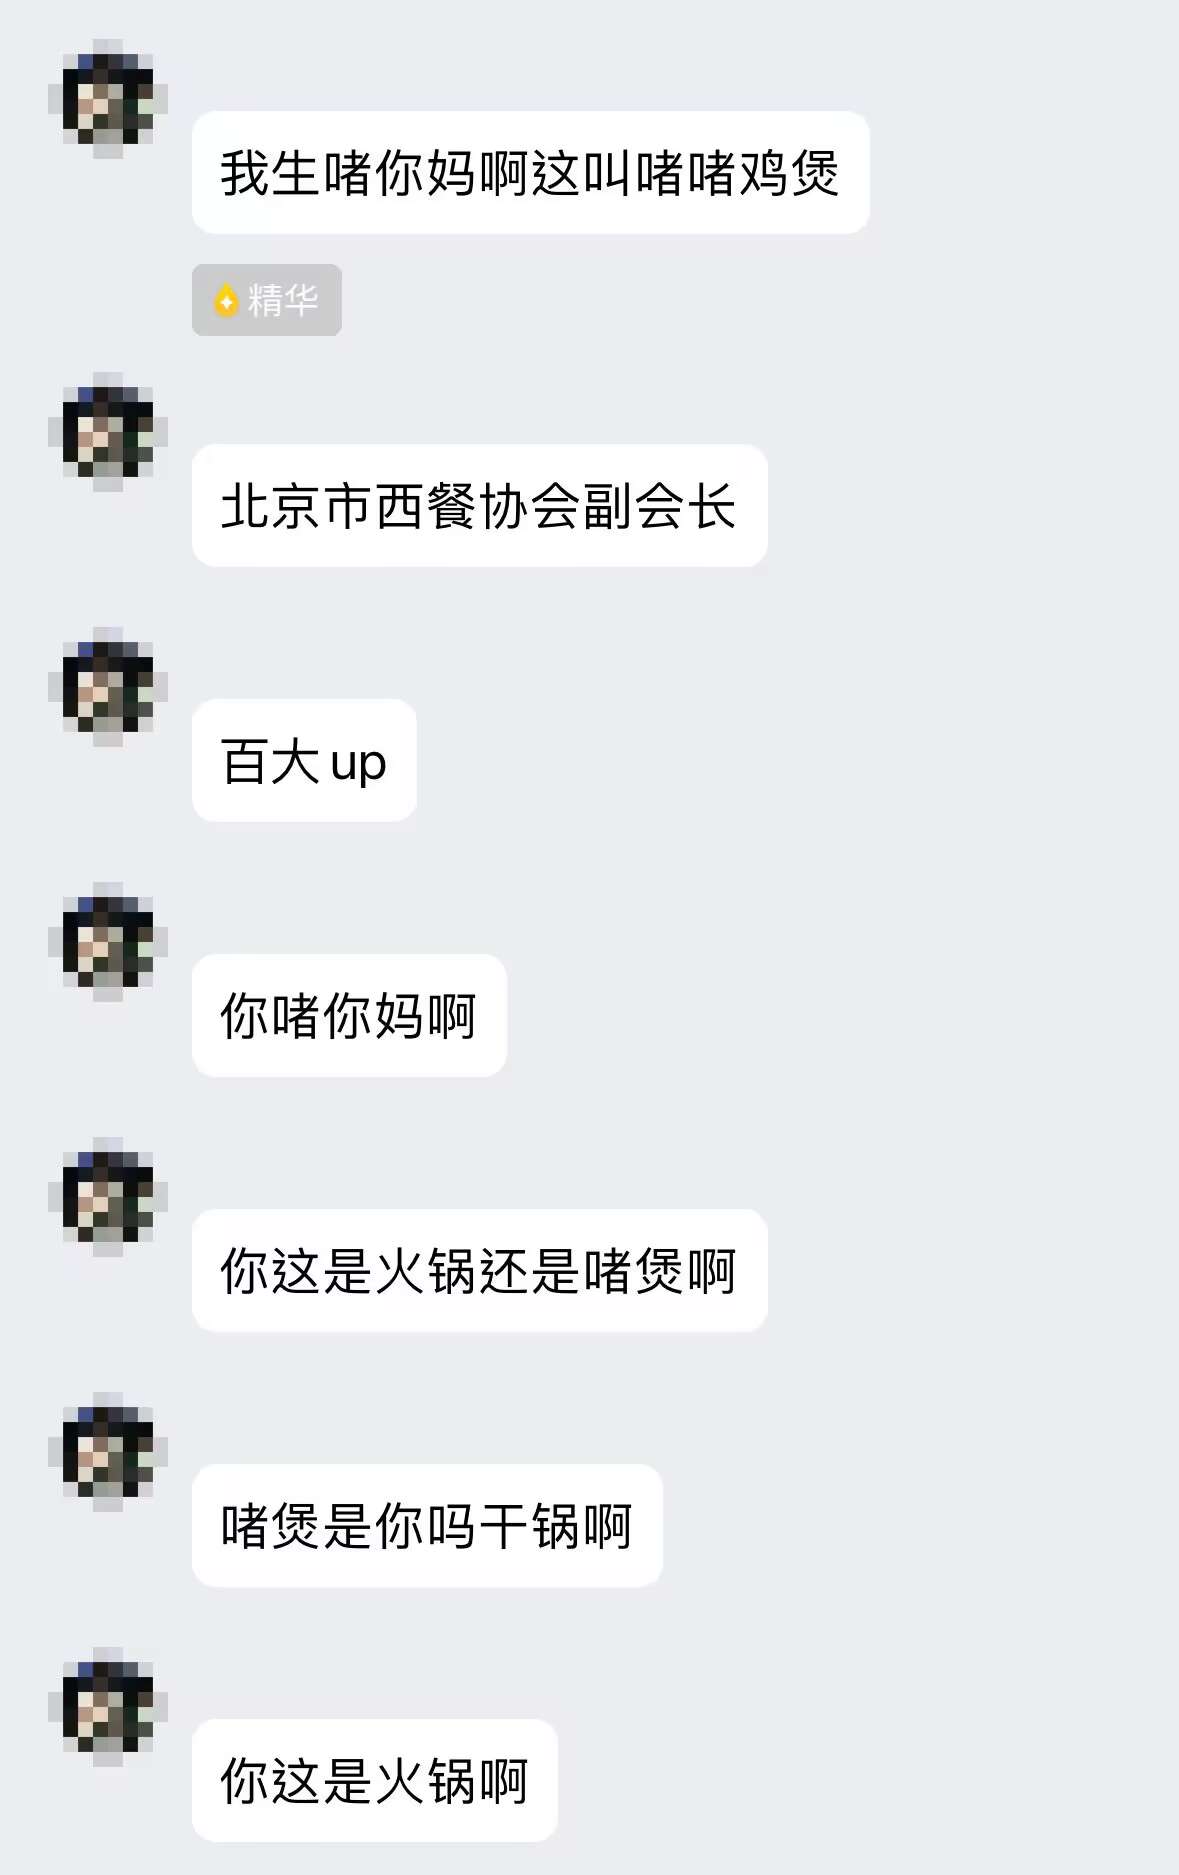 我生啫你妈啊这叫啫啫鸡煲
精华
北京市西餐协会副会长
百大up
你啫你妈啊
你这是火锅还是啫煲啊
啫煲是你吗干锅啊
你这是火锅啊